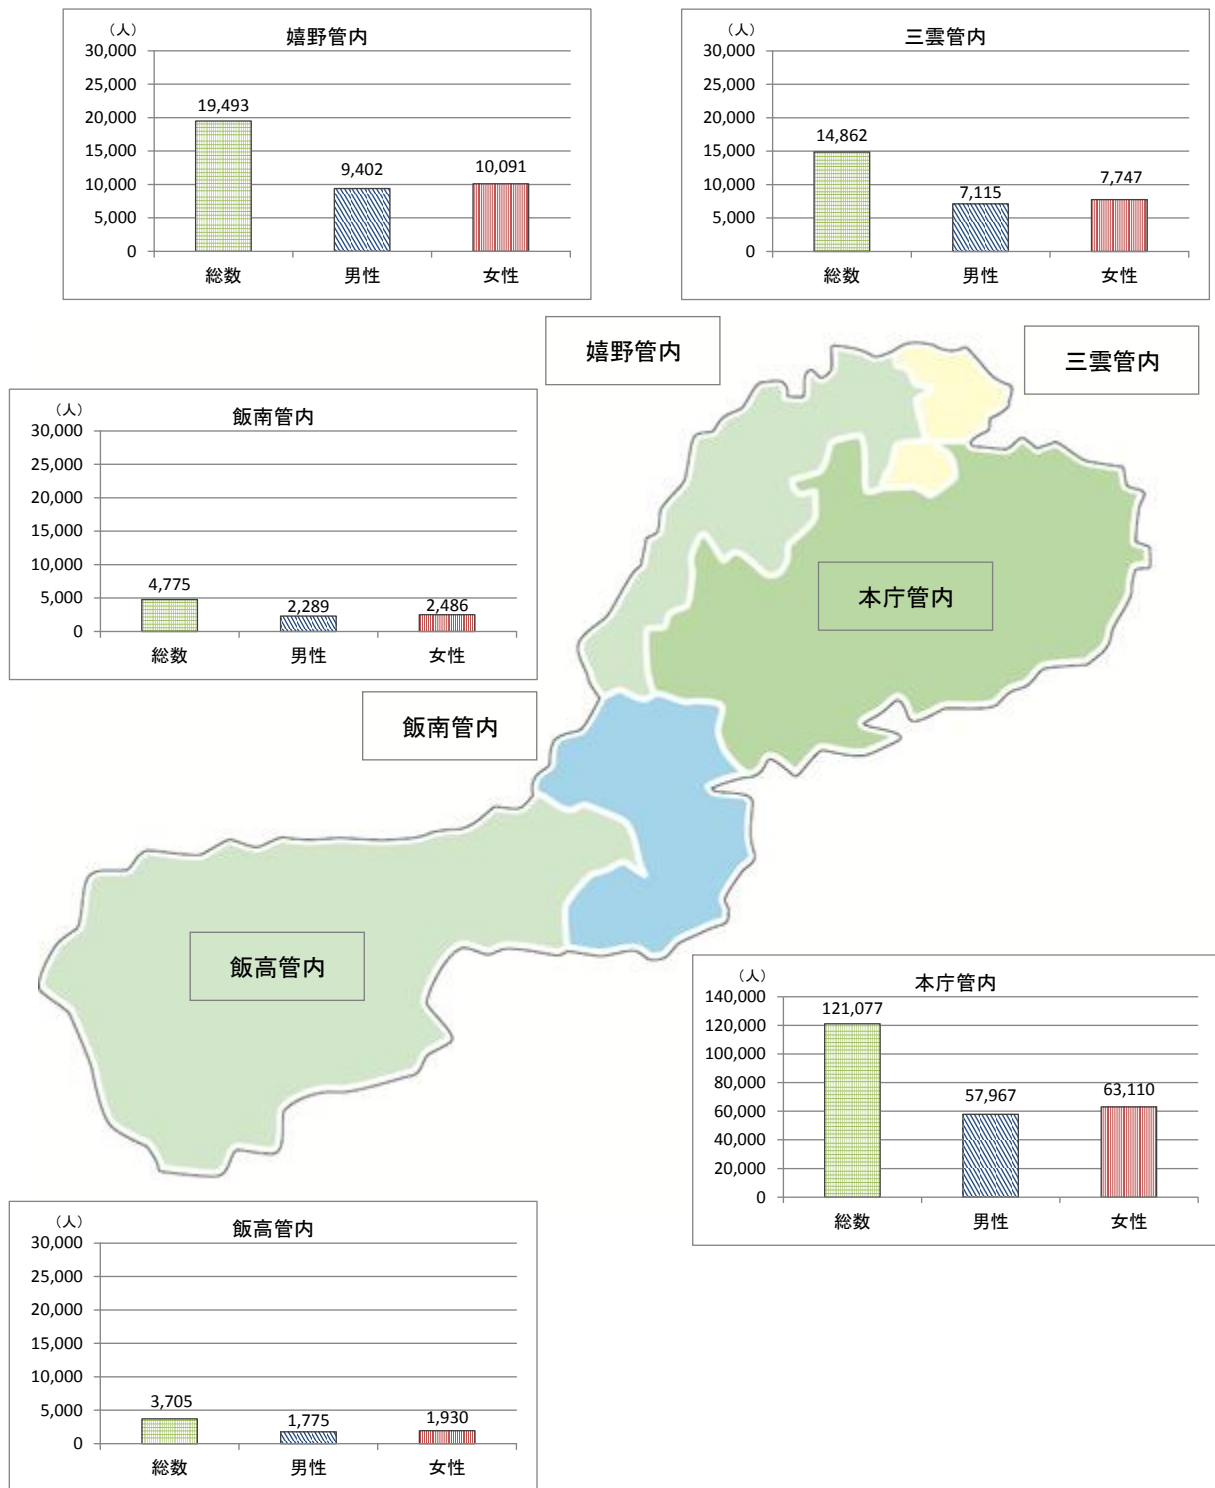 （人）
嬉野管内
30,000
25,000
20,000
15,000
10,000
5,000
0
19,493
9,402
10,091
総数 男性 女性
（人）
三雲管内
30,000
25,000
20,000
15,000
10,000
5,000
0
14,862
7,115
7,747
総数 男性 女性
嬉野管内
三雲管内
（人）
飯南管内
30,000
25,000
20,000
15,000
10,000
5,000
0
4,775
2,289
2,486
総数 男性 女性
本庁管内
飯南管内
飯高管内
（人）
本庁管内
140,000
120,000
100,000
80,000
60,000
40,000
20,000
0
121,077
57,967
63,110
総数 男性 女性
（人）
飯高管内
30,000
25,000
20,000
15,000
10,000
5,000
0
3,705
1,775
1,930
総数 男性 女性